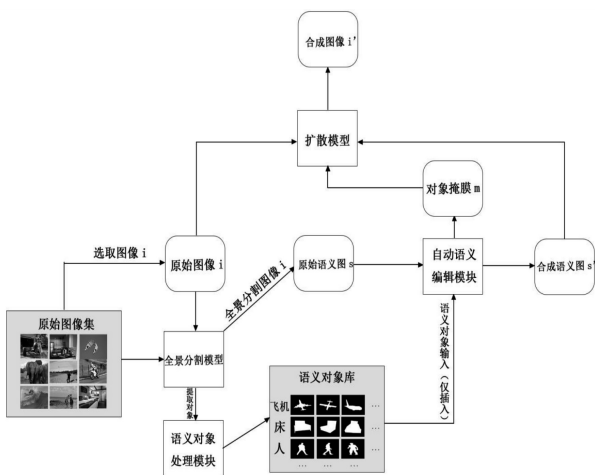 合成图像 i'
扩散模型
对象掩膜 m
选取图像 i
原始图像 i
全景分割图像 i
原始语义图 s
自动语义
编辑模块
合成语义图 s'
原始图像集
全景分割模型
提取对象
语义对象
处理模块
语义对象库
飞机
...
床
...
人
...
... ... ...
语义对象输入（仅插入）